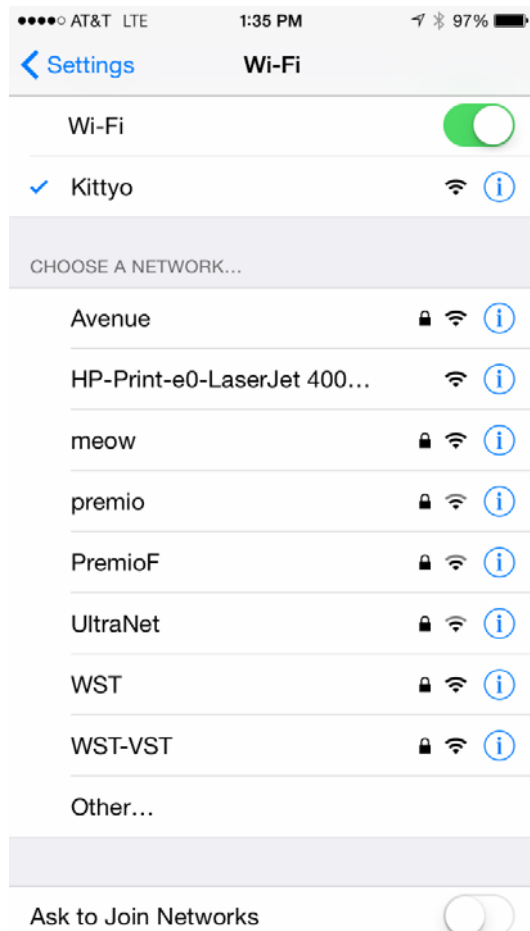 AT&T LTE 1:35 PM 97%
Settings Wi-Fi
Wi-Fi
Kittyo
CHOOSE A NETWORK...
Avenue
HP-Print-e0-LaserJet 400...
meow
premio
PremioF
UltraNet
WST
WST-VST
Other...
Ask to Join Networks